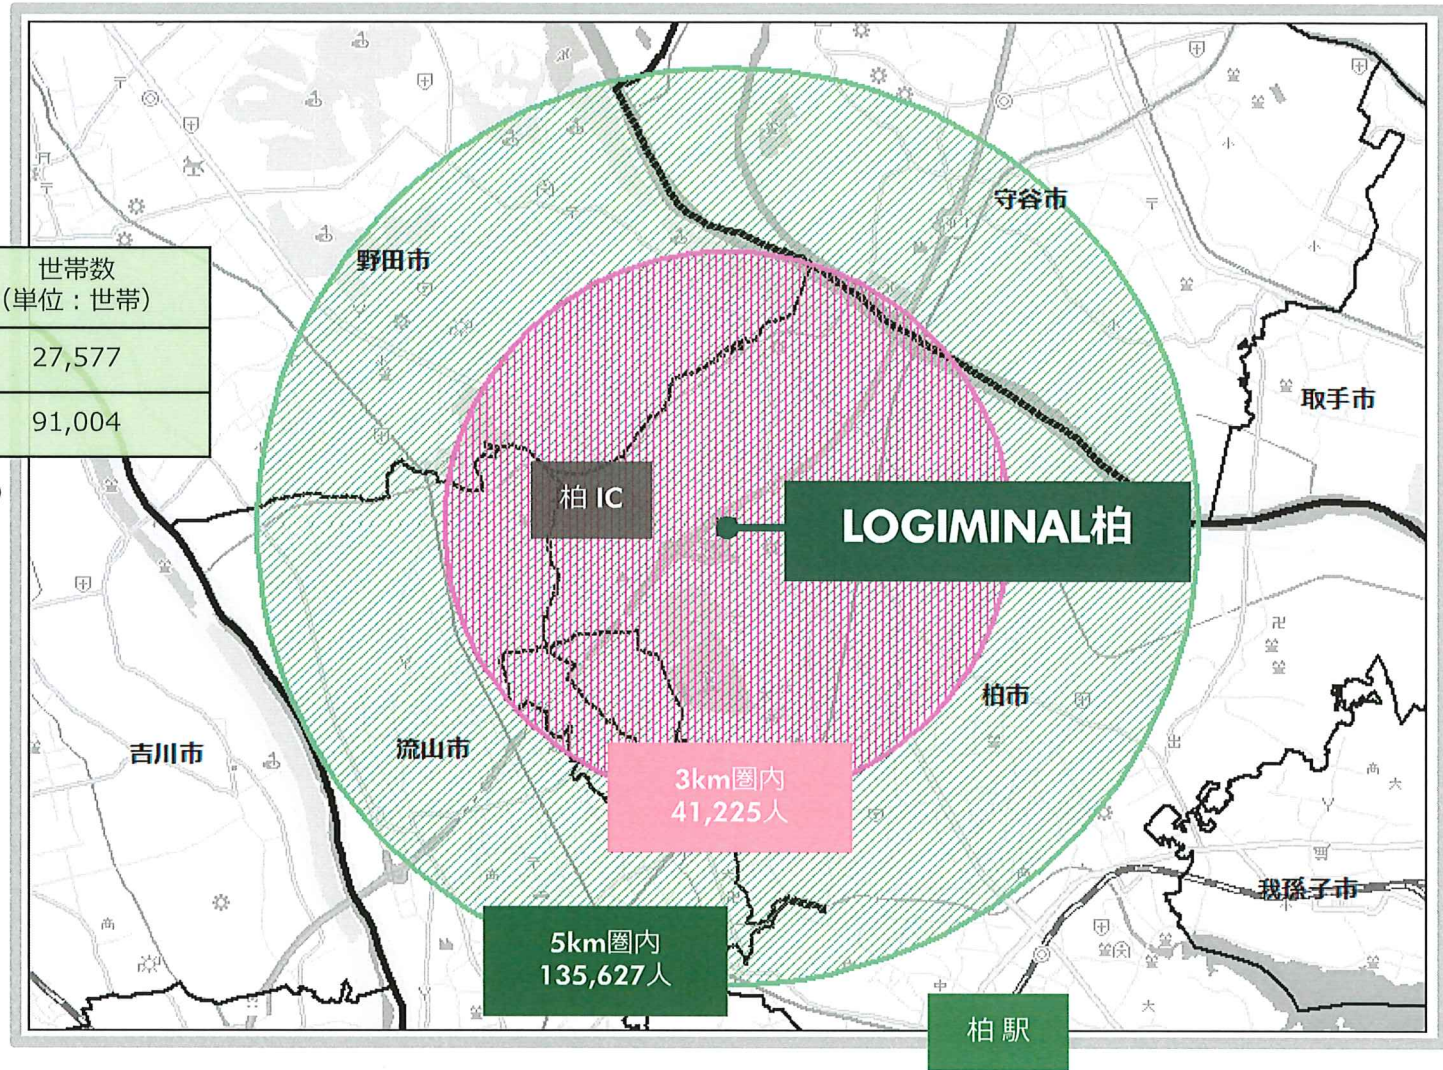 守谷市
野田市
世帯数
(単位：世帯)
27,577
91,004
取手市
柏 IC
LOGIMINAL柏
柏市
吉川市
流山市
3km圏内
41,225人
我孫子市
5km圏内
135,627人
柏 駅